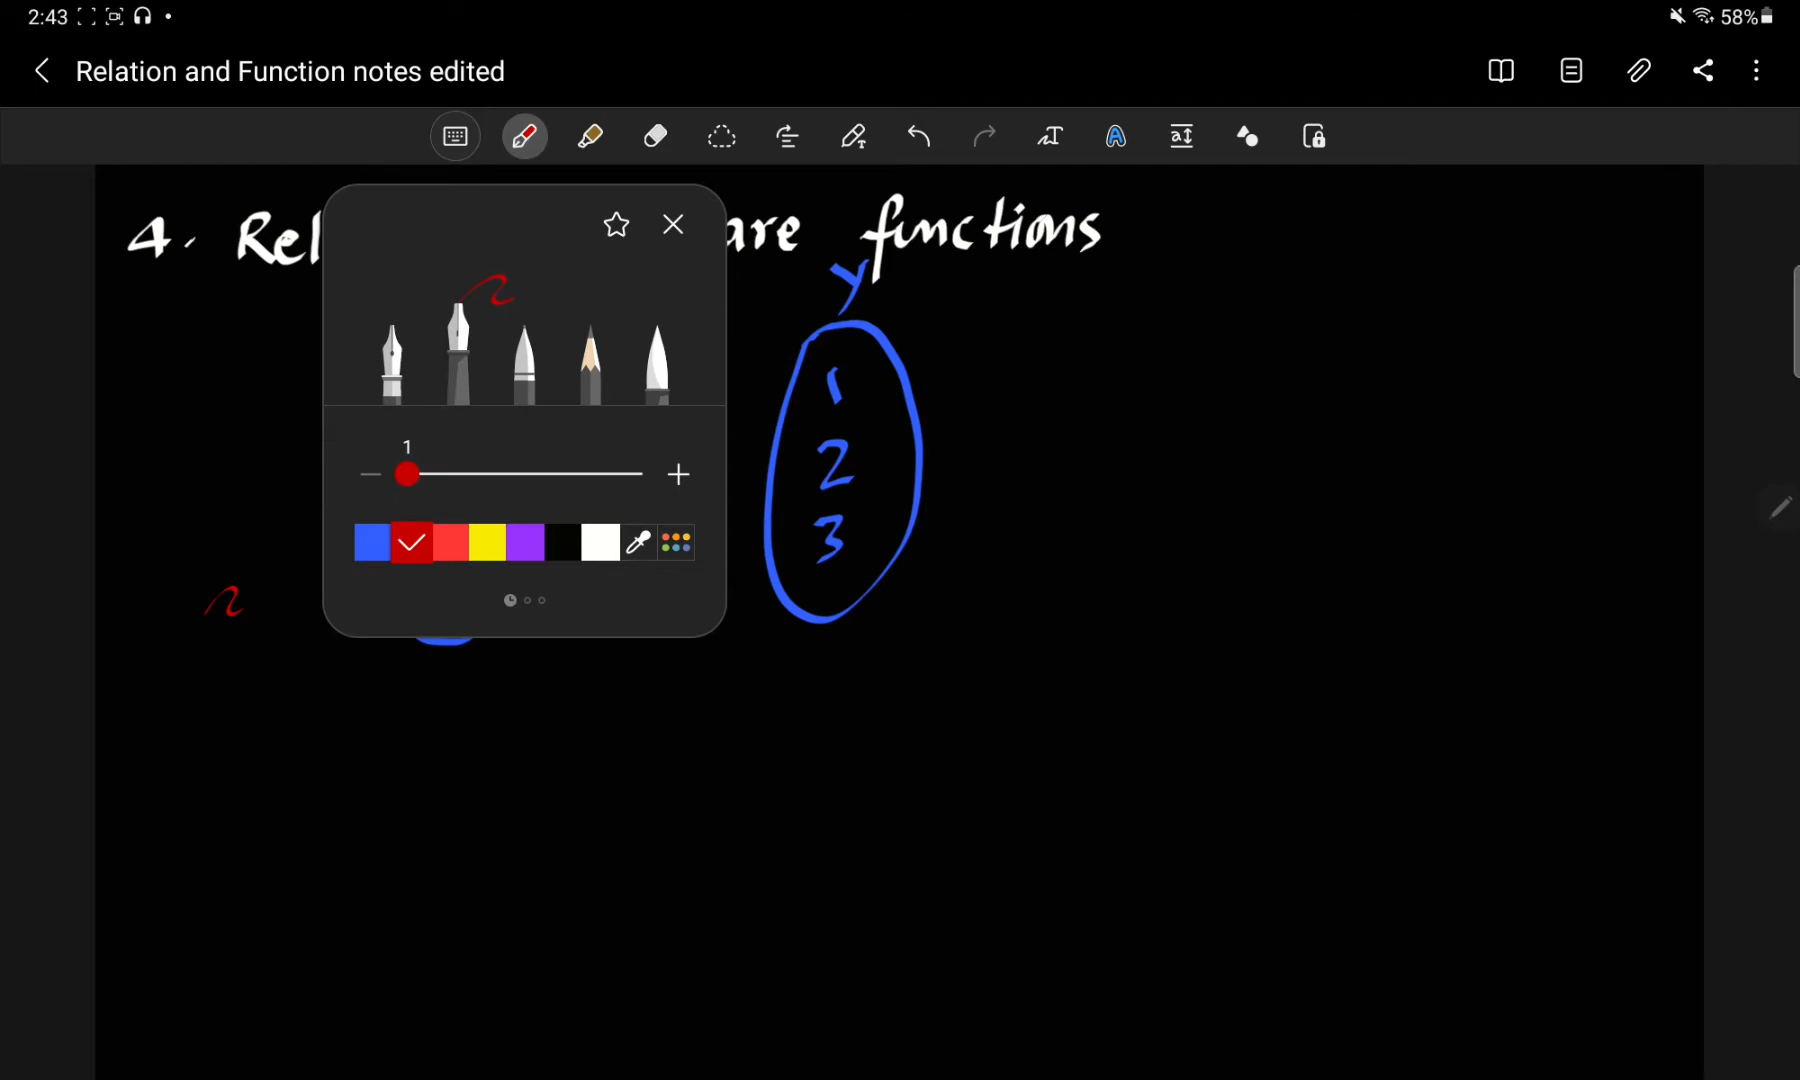 2:43 58%
Relation and Function notes edited
4. Rel are functions
y
1
2
3
1